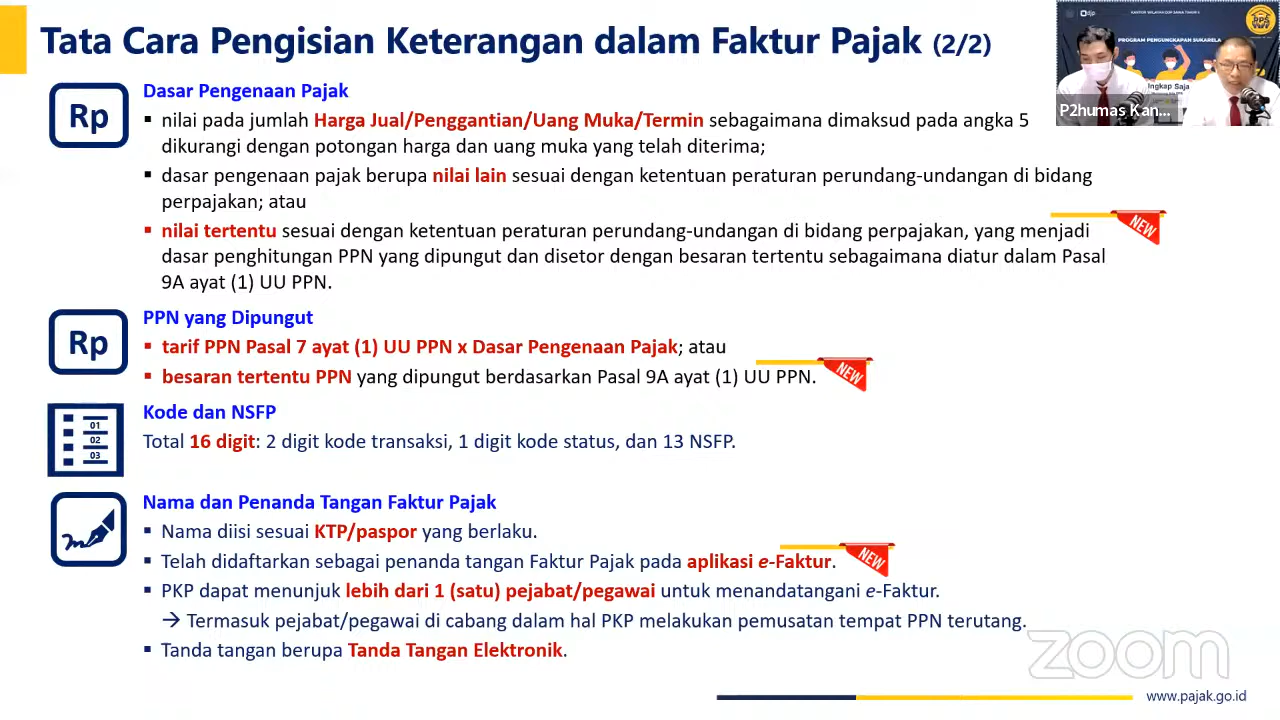 Tata Cara Pengisian Keterangan dalam Faktur Pajak (2/2)
KANTOR WILAYAH DJP JAWA TIMUR
PROGRAM PENGUNGKAPAN SUKARELA
ngkap Saja
P2humas Kan...
Rp
Dasar Pengenaan Pajak
▪ nilai pada jumlah Harga Jual/Penggantian/Uang Muka/Termin sebagaimana dimaksud pada angka 5
dikurangi dengan potongan harga dan uang muka yang telah diterima;
▪ dasar pengenaan pajak berupa nilai lain sesuai dengan ketentuan peraturan perundang-undangan di bidang
perpajakan; atau
▪ nilai tertentu sesuai dengan ketentuan peraturan perundang-undangan di bidang perpajakan, yang menjadi
NEW
dasar penghitungan PPN yang dipungut dan disetor dengan besaran tertentu sebagaimana diatur dalam Pasal
9A ayat (1) UU PPN.
Rp
PPN yang Dipungut
▪ tarif PPN Pasal 7 ayat (1) UU PPN x Dasar Pengenaan Pajak; atau
▪ besaran tertentu PPN yang dipungut berdasarkan Pasal 9A ayat (1) UU PPN.
NEW
01
02
03
Kode dan NSFP
Total 16 digit: 2 digit kode transaksi, 1 digit kode status, dan 13 NSFP.
Nama dan Penanda Tangan Faktur Pajak
▪ Nama diisi sesuai KTP/paspor yang berlaku.
▪ Telah didaftarkan sebagai penanda tangan Faktur Pajak pada aplikasi e-Faktur.
NEW
▪ PKP dapat menunjuk lebih dari 1 (satu) pejabat/pegawai untuk menandatangani e-Faktur.
→ Termasuk pejabat/pegawai di cabang dalam hal PKP melakukan pemusatan tempat PPN terutang.
▪ Tanda tangan berupa Tanda Tangan Elektronik.
zoom
www.pajak.go.id